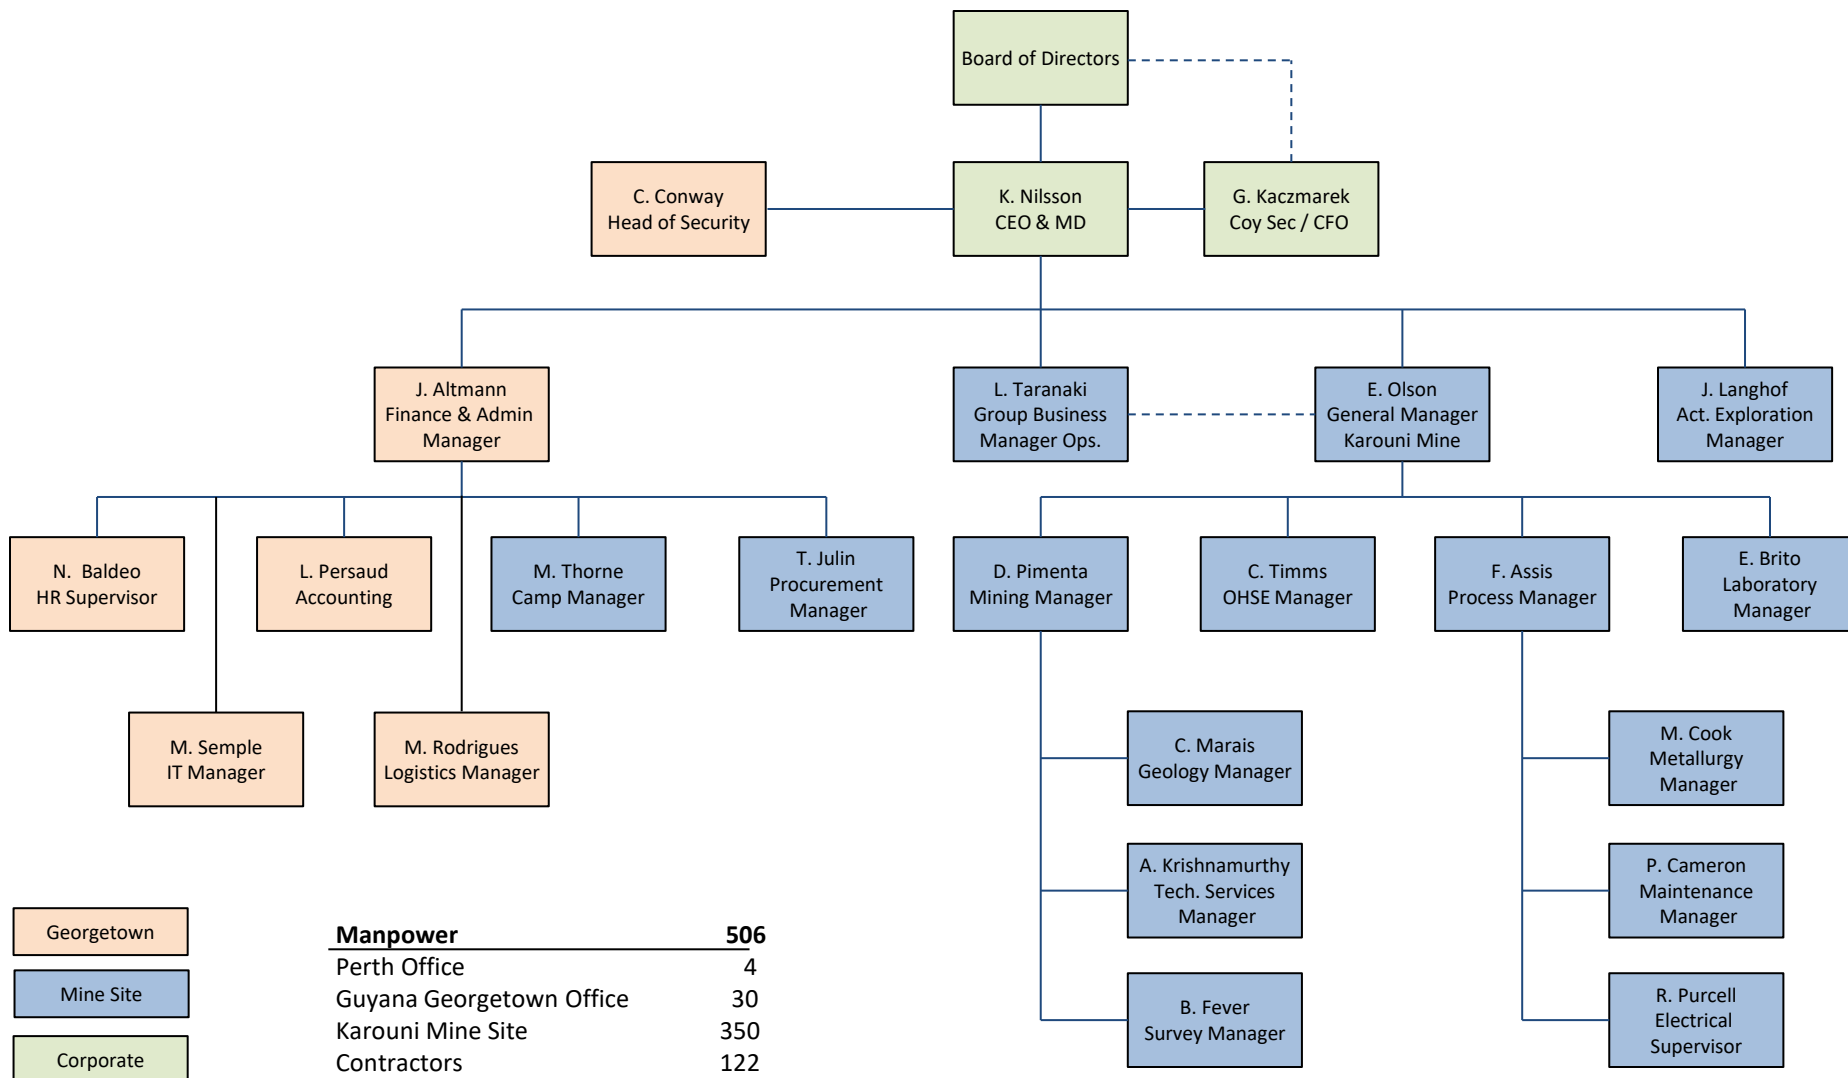 Board of Directors
C. Conway
Head of Security
K. Nilsson
CEO & MD
G. Kaczmarek
Coy Sec / CFO
J. Altmann
Finance & Admin
Manager
L. Taranaki
Group Business
Manager Ops.
E. Olson
General Manager
Karouni Mine
J. Langhof
Act. Exploration
Manager
N. Baldeo
HR Supervisor
L. Persaud
Accounting
M. Thorne
Camp Manager
T. Julin
Procurement
Manager
D. Pimenta
Mining Manager
C. Timms
OHSE Manager
F. Assis
Process Manager
E. Brito
Laboratory
Manager
M. Semple
IT Manager
M. Rodrigues
Logistics Manager
C. Marais
Geology Manager
M. Cook
Metallurgy
Manager
A. Krishnamurthy
Tech. Services
Manager
P. Cameron
Maintenance
Manager
B. Fever
Survey Manager
R. Purcell
Electrical
Supervisor
Georgetown
Mine Site
Corporate
Manpower 506
Perth Office 4
Guyana Georgetown Office 30
Karouni Mine Site 350
Contractors 122